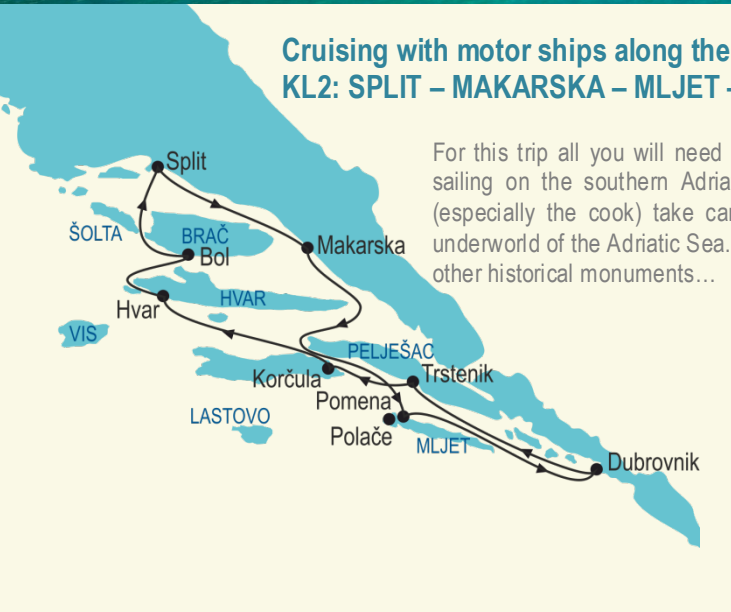 Cruising with motor ships along the
KL2: SPLIT – MAKARSKA – MLJET -
For this trip all you will need
sailing on the southern Adria
(especially the cook) take car
underworld of the Adriatic Sea.
other historical monuments…
Split
ŠOLTA
BRAČ
Bol
Makarska
Hvar
HVAR
VIS
PELJEŠAC
Korčula
Trstenik
Pomena
LASTOVO
Polače
MLJET
Dubrovnik